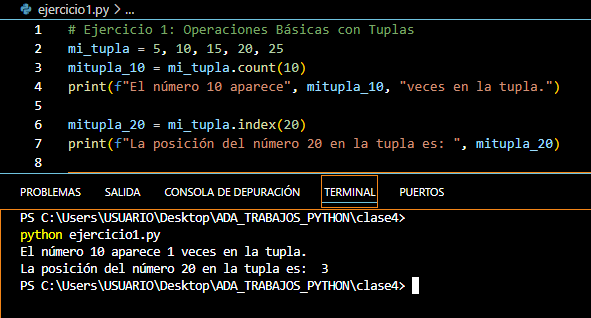 ejercicio1.py > ...
1 # Ejercicio 1: Operaciones Básicas con Tuplas
2 mi_tupla = 5, 10, 15, 20, 25
3 mitupla_10 = mi_tupla.count(10)
4 print(f"El número 10 aparece", mitupla_10, "veces en la tupla.")
5
6 mitupla_20 = mi_tupla.index(20)
7 print(f"La posición del número 20 en la tupla es: ", mitupla_20)
8
PROBLEMAS SALIDA CONSOLA DE DEPURACIÓN TERMINAL PUERTOS
PS C:\Users\USUARIO\Desktop\ADA_TRABAJOS_PYTHON\clase4>
python ejercicio1.py
El número 10 aparece 1 veces en la tupla.
La posición del número 20 en la tupla es:  3
PS C:\Users\USUARIO\Desktop\ADA_TRABAJOS_PYTHON\clase4>